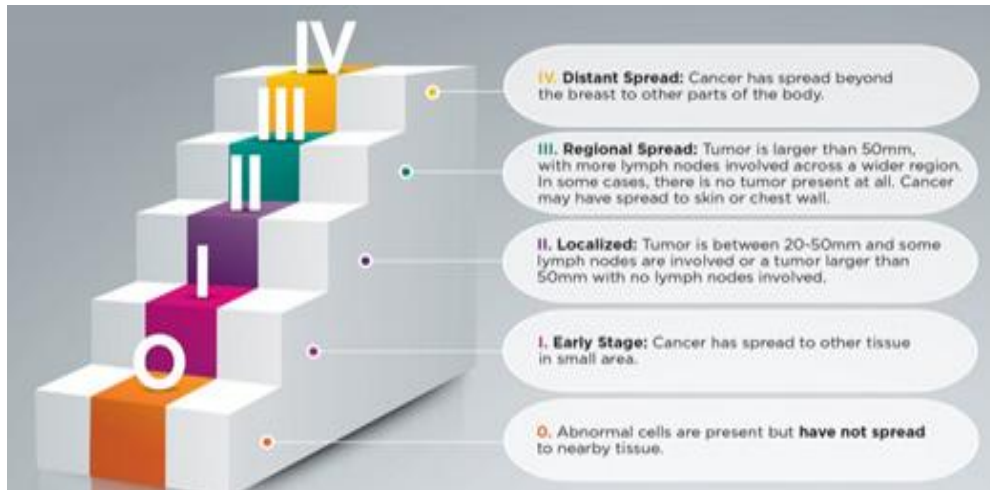 IV
III
II
I
O
IV. Distant Spread: Cancer has spread beyond
the breast to other parts of the body.
III. Regional Spread: Tumor is larger than 50mm,
with more lymph nodes involved across a wider region.
In some cases, there is no tumor present at all. Cancer
may have spread to skin or chest wall.
II. Localized: Tumor is between 20-50mm and some
lymph nodes are involved or a tumor larger than
50mm with no lymph nodes involved.
I. Early Stage: Cancer has spread to other tissue
in small area.
0. Abnormal cells are present but have not spread
to nearby tissue.